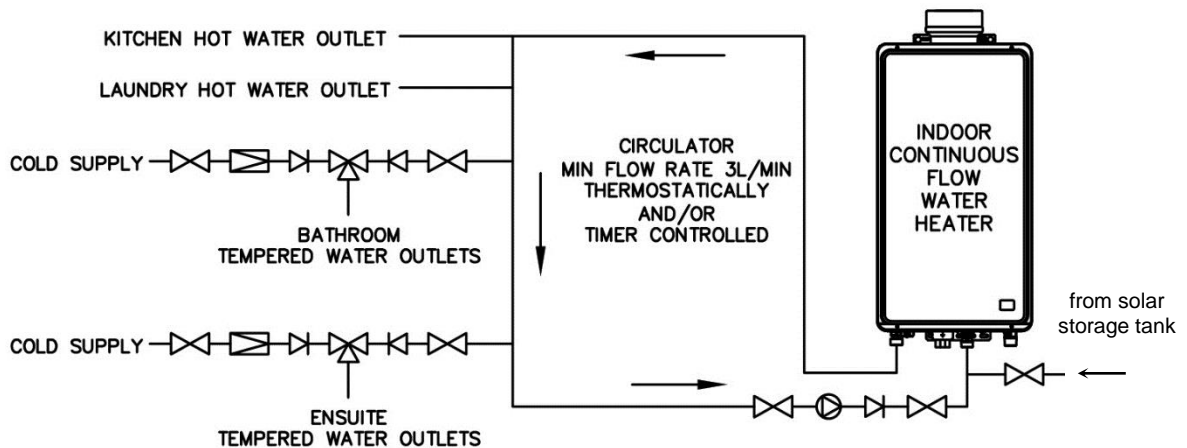 KITCHEN HOT WATER OUTLET
LAUNDRY HOT WATER OUTLET
COLD SUPPLY
BATHROOM
TEMPERED WATER OUTLETS
COLD SUPPLY
ENSUITE
TEMPERED WATER OUTLETS
CIRCULATOR
MIN FLOW RATE 3L/MIN
THERMOSTATICALLY
AND/OR
TIMER CONTROLLED
INDOOR
CONTINUOUS
FLOW
WATER
HEATER
from solar
storage tank